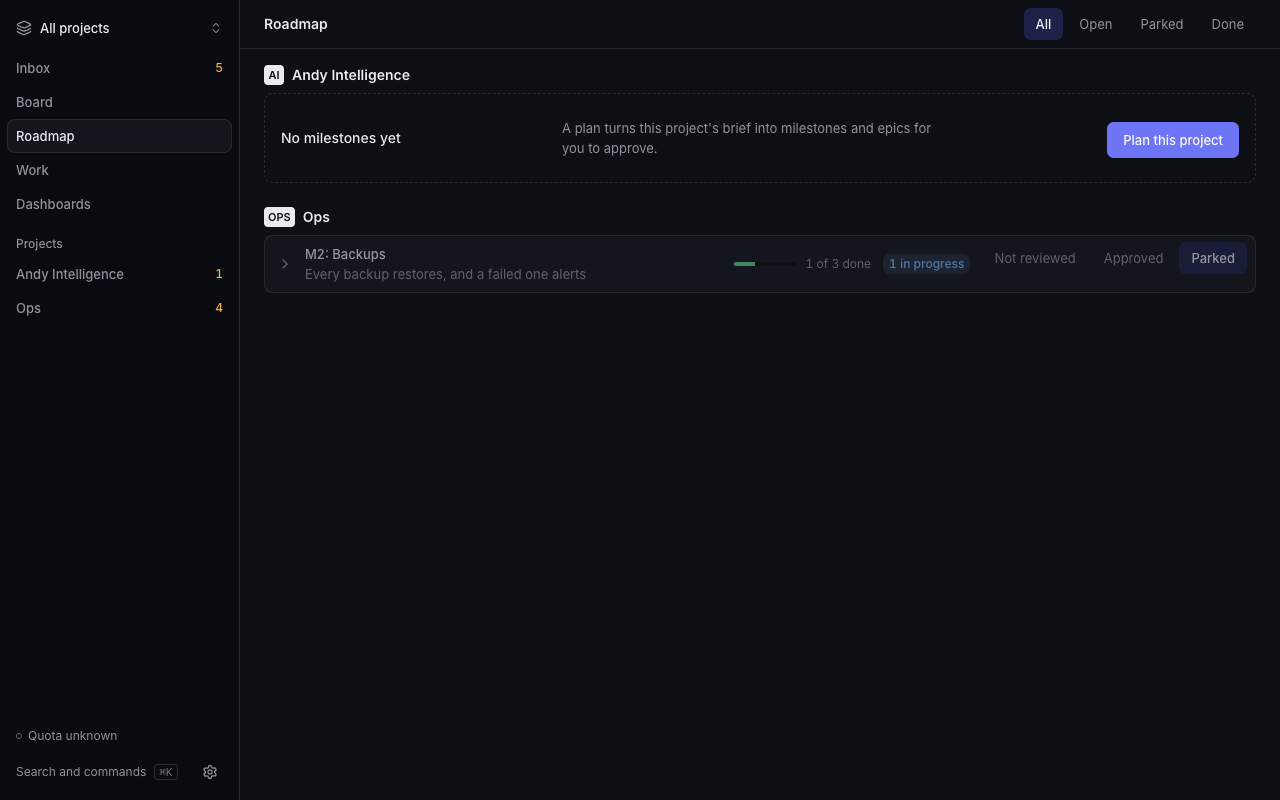 All projects
Inbox 5
Board
Roadmap
Work
Dashboards
Projects
Andy Intelligence 1
Ops 4
Quota unknown
Search and commands ⌘K
Roadmap
All Open Parked Done
AI Andy Intelligence
No milestones yet
A plan turns this project's brief into milestones and epics for
you to approve.
Plan this project
OPS Ops
M2: Backups
Every backup restores, and a failed one alerts
1 of 3 done 1 in progress Not reviewed Approved Parked